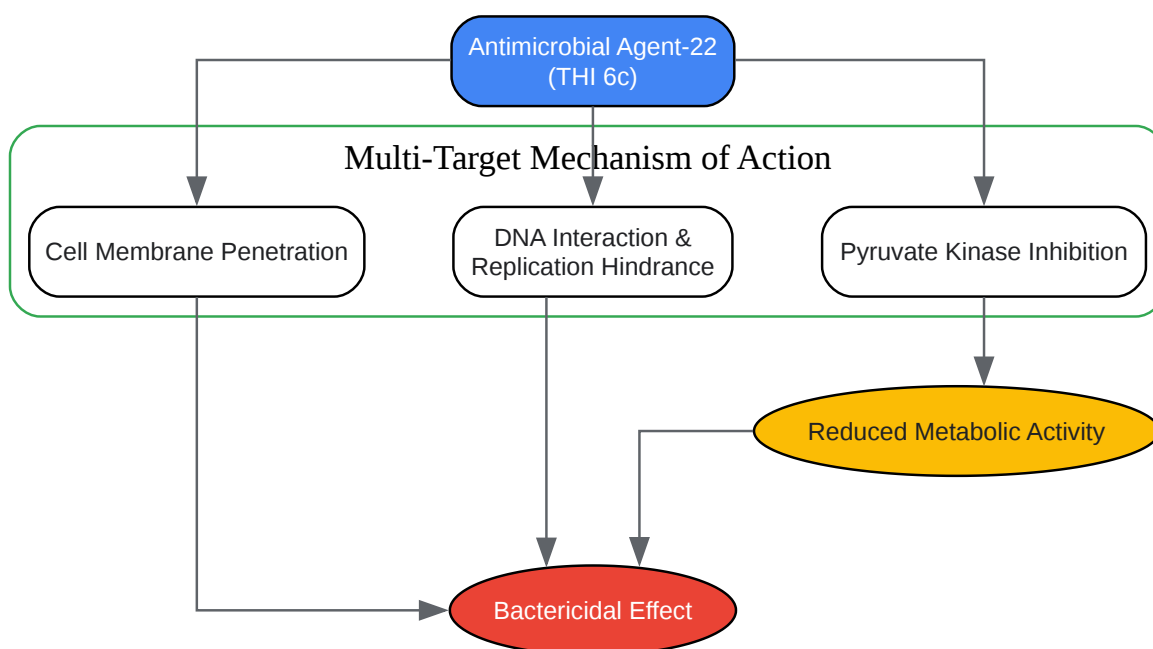 Antimicrobial Agent-22
(THI 6c)
Multi-Target Mechanism of Action
Cell Membrane Penetration
DNA Interaction &
Replication Hindrance
Pyruvate Kinase Inhibition
Reduced Metabolic Activity
Bactericidal Effect